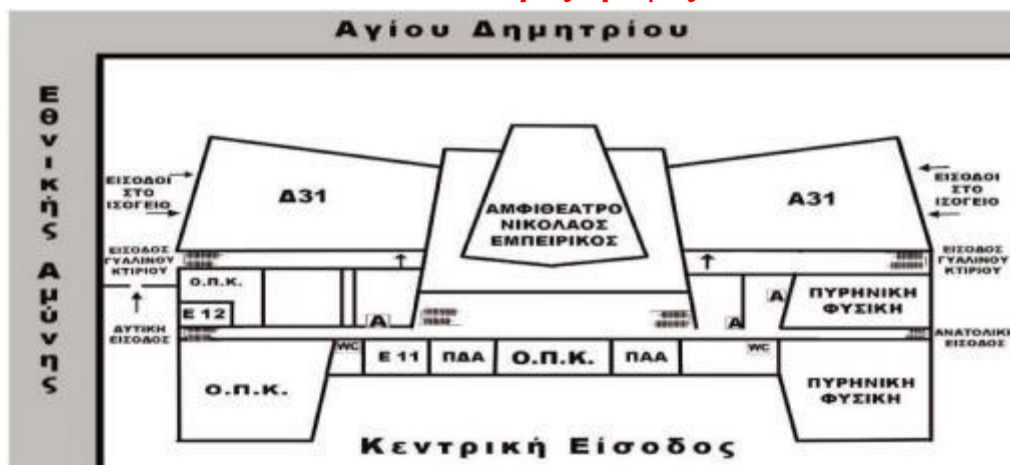 Αγίου Δημητρίου
Εθνικής Αμύνης
ΕΙΣΟΔΟΙ
ΣΤΟ
ΙΣΟΓΕΙΟ
Δ31
ΑΜΦΙΘΕΑΤΡΟ
ΝΙΚΟΛΑΟΣ
ΕΜΠΕΙΡΙΚΟΣ
Α31
ΕΙΣΟΔΟΙ
ΣΤΟ
ΙΣΟΓΕΙΟ
ΕΙΣΟΔΟΣ
ΓΥΑΛΙΝΟΥ
ΚΤΙΡΙΟΥ
ΕΙΣΟΔΟΣ
ΓΥΑΛΙΝΟΥ
ΚΤΙΡΙΟΥ
Ο.Π.Κ.
Ε 12
Α
Α
Α
ΠΥΡΗΝΙΚΗ
ΦΥΣΙΚΗ
ΔΥΤΙΚΗ
ΕΙΣΟΔΟΣ
ΑΝΑΤΟΛΙΚΗ
ΕΙΣΟΔΟΣ
Ο.Π.Κ.
WC
Ε 11
ΠΔΑ
Ο.Π.Κ.
ΠΑΑ
WC
ΠΥΡΗΝΙΚΗ
ΦΥΣΙΚΗ
Κεντρική Είσοδος